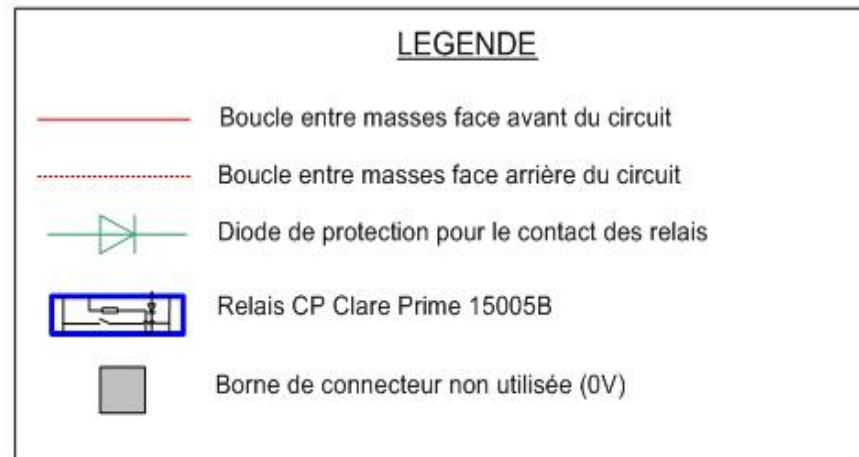 LEGENDE
Boucle entre masses face avant du circuit
Boucle entre masses face arrière du circuit
Diode de protection pour le contact des relais
Relais CP Clare Prime 15005B
Borne de connecteur non utilisée (0V)